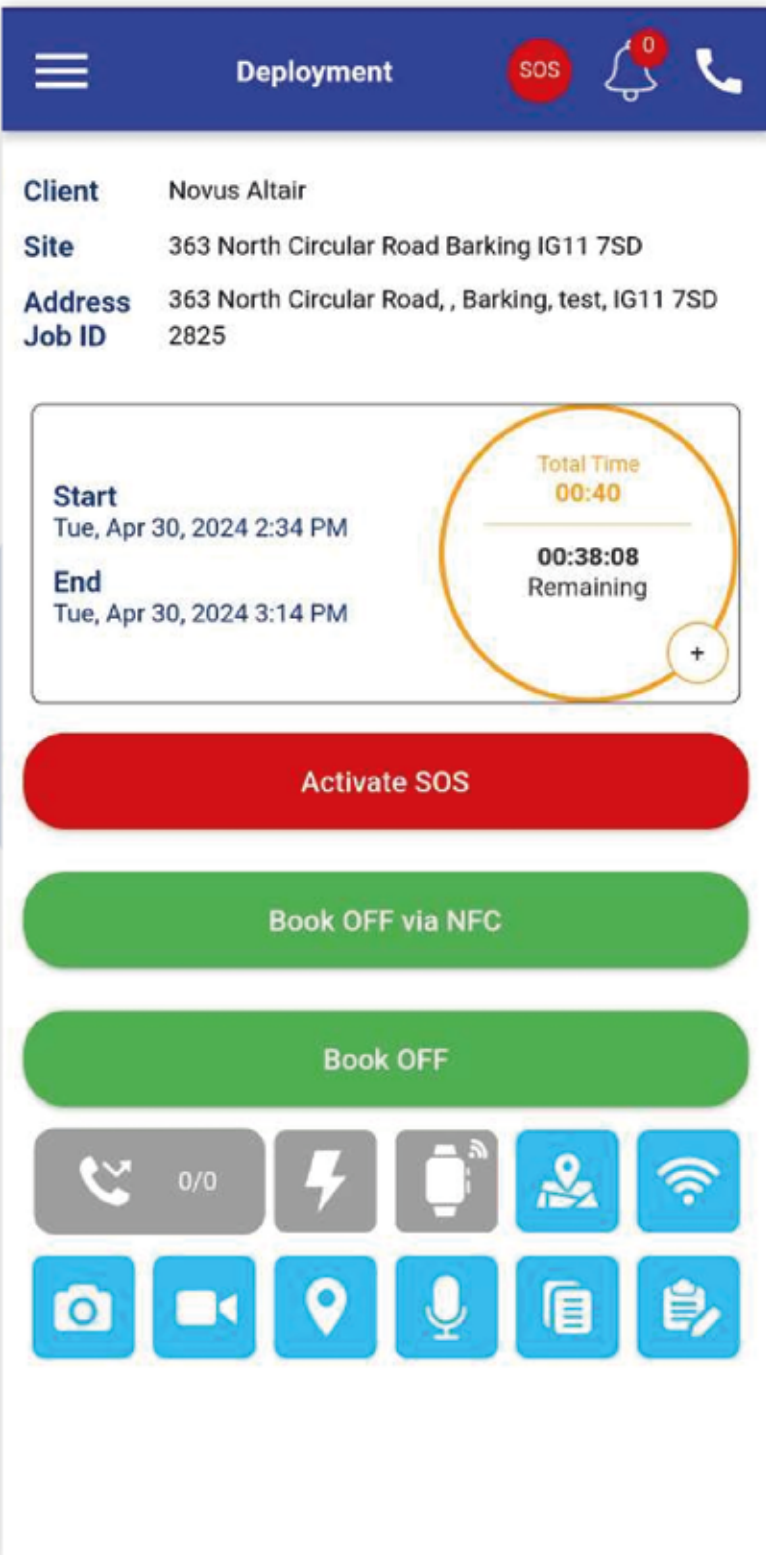 Deployment SOS 0
Client Novus Altair
Site 363 North Circular Road Barking IG11 7SD
Address 363 North Circular Road, , Barking, test, IG11 7SD
Job ID 2825
Total Time
00:40
Start
Tue, Apr 30, 2024 2:34 PM
00:38:08
Remaining
End
Tue, Apr 30, 2024 3:14 PM
+
Activate SOS
Book OFF via NFC
Book OFF
0/0